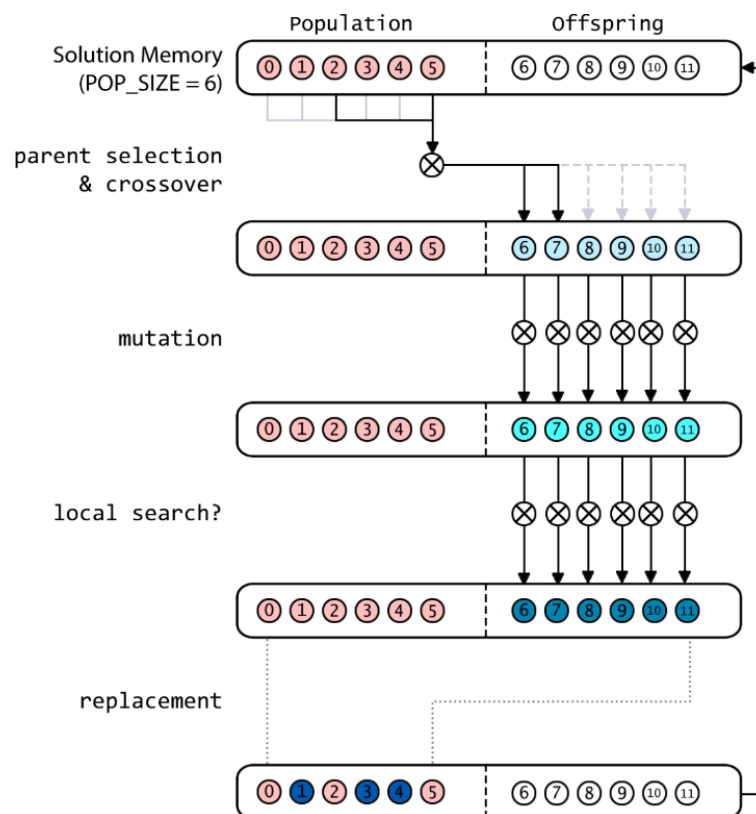 Population Offspring
Solution Memory
(POP_SIZE = 6)
0 1 2 3 4 5 6 7 8 9 10 11
parent selection
& crossover
0 1 2 3 4 5 6 7 8 9 10 11
mutation
0 1 2 3 4 5 6 7 8 9 10 11
local search?
0 1 2 3 4 5 6 7 8 9 10 11
replacement
0 1 2 3 4 5 6 7 8 9 10 11